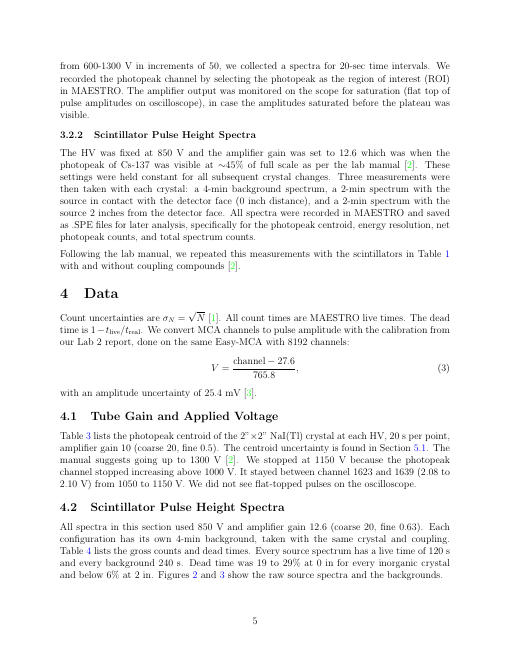 from 600-1300 V in increments of 50, we collected a spectra for 20-sec time intervals. We
recorded the photopeak channel by selecting the photopeak as the region of interest (ROI)
in MAESTRO. The amplifier output was monitored on the scope for saturation (flat top of
pulse amplitudes on oscilloscope), in case the amplitudes saturated before the plateau was
visible.
3.2.2 Scintillator Pulse Height Spectra
The HV was fixed at 850 V and the amplifier gain was set to 12.6 which was when the
photopeak of Cs-137 was visible at ~45% of full scale as per the lab manual [2]. These
settings were held constant for all subsequent crystal changes. Three measurements were
then taken with each crystal: a 4-min background spectrum, a 2-min spectrum with the
source in contact with the detector face (0 inch distance), and a 2-min spectrum with the
source 2 inches from the detector face. All spectra were recorded in MAESTRO and saved
as .SPE files for later analysis, specifically for the photopeak centroid, energy resolution, net
photopeak counts, and total spectrum counts.
Following the lab manual, we repeated this measurements with the scintillators in Table 1
with and without coupling compounds [2].
4 Data
Count uncertainties are σ_N = √N [1]. All count times are MAESTRO live times. The dead
time is 1 − t_live/t_real. We convert MCA channels to pulse amplitude with the calibration from
our Lab 2 report, done on the same Easy-MCA with 8192 channels:
V = (channel − 27.6)/765.8, (3)
with an amplitude uncertainty of 25.4 mV [3].
4.1 Tube Gain and Applied Voltage
Table 3 lists the photopeak centroid of the 2”×2” NaI(Tl) crystal at each HV, 20 s per point,
amplifier gain 10 (coarse 20, fine 0.5). The centroid uncertainty is found in Section 5.1. The
manual suggests going up to 1300 V [2]. We stopped at 1150 V because the photopeak
channel stopped increasing above 1000 V. It stayed between channel 1623 and 1639 (2.08 to
2.10 V) from 1050 to 1150 V. We did not see flat-topped pulses on the oscilloscope.
4.2 Scintillator Pulse Height Spectra
All spectra in this section used 850 V and amplifier gain 12.6 (coarse 20, fine 0.63). Each
configuration has its own 4-min background, taken with the same crystal and coupling.
Table 4 lists the gross counts and dead times. Every source spectrum has a live time of 120 s
and every background 240 s. Dead time was 19 to 29% at 0 in for every inorganic crystal
and below 6% at 2 in. Figures 2 and 3 show the raw source spectra and the backgrounds.
5